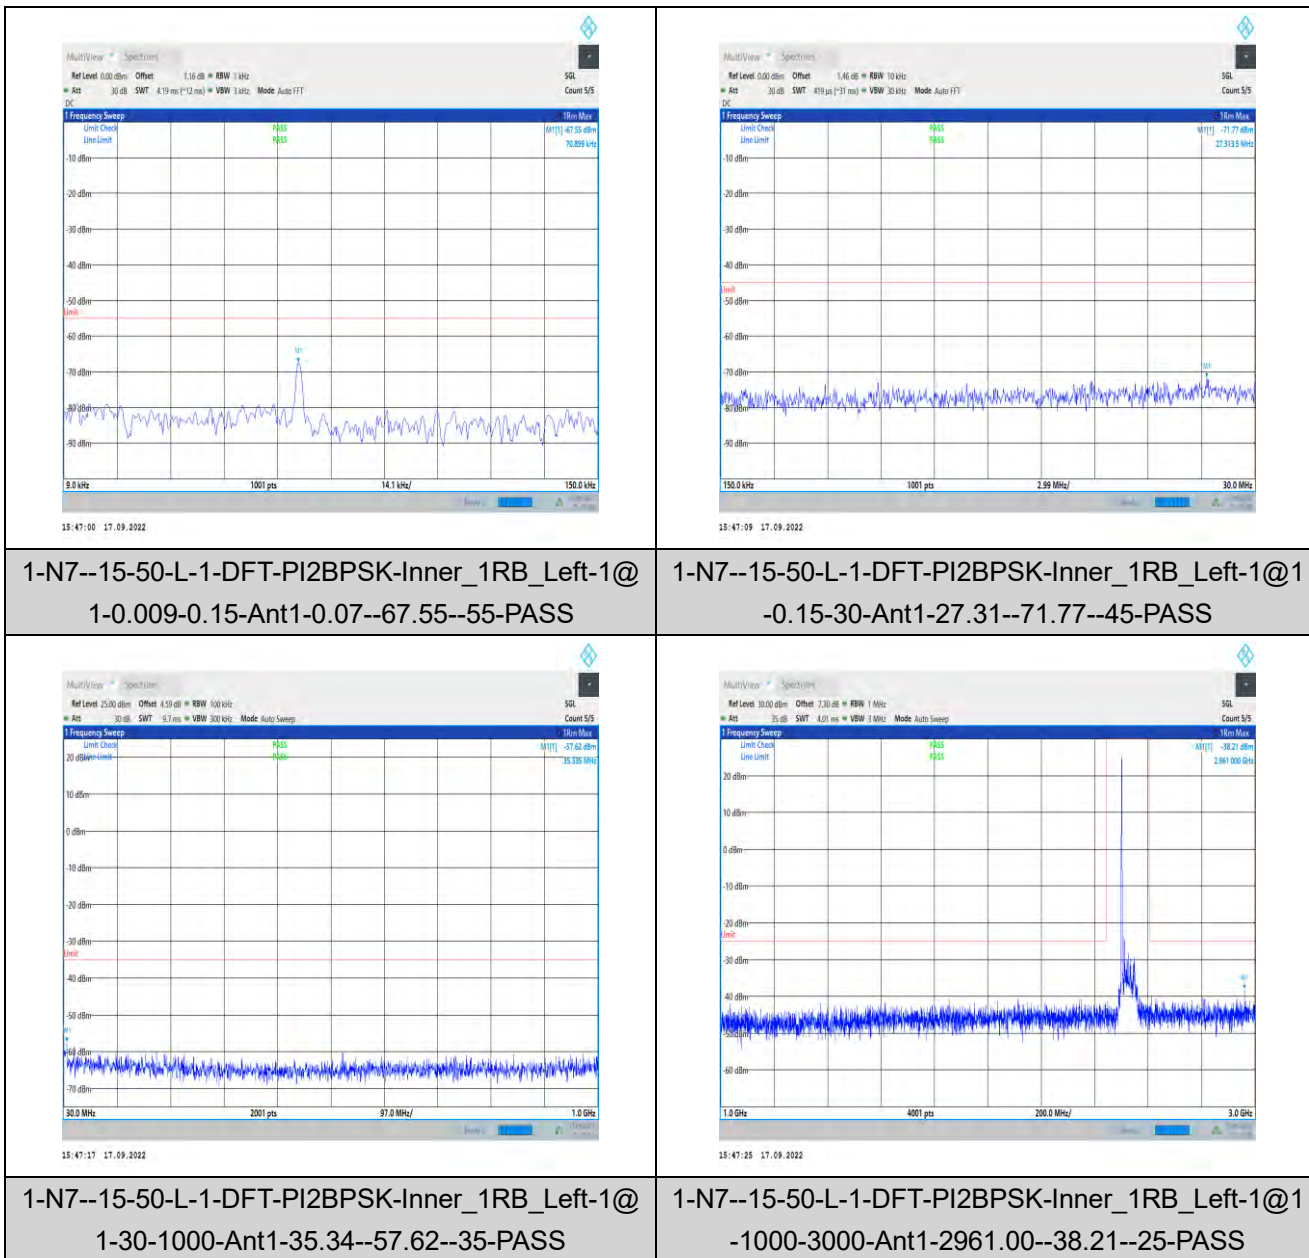 MultiView Spectrum
Ref Level 0.00 dBm Offset 1.16 dB RBW 1 kHz SGL
Att 30 dB SWT 4.19 ms (~12 ms) VBW 3 kHz Mode Auto FFT Count 5/5
DC
1 Frequency Sweep 1Rm Max
Limit Check PASS M1[1] -67.55 dBm
Line Limit PASS 70.899 kHz
-10 dBm
-20 dBm
-30 dBm
-40 dBm
-50 dBm
Limit
-60 dBm
M1
-70 dBm
-80 dBm
-90 dBm
9.0 kHz 1001 pts 14.1 kHz/ 150.0 kHz
15:47:00 17.09.2022
1-N7--15-50-L-1-DFT-PI2BPSK-Inner_1RB_Left-1@
1-0.009-0.15-Ant1-0.07--67.55--55-PASS
MultiView Spectrum
Ref Level 0.00 dBm Offset 1.46 dB RBW 10 kHz SGL
Att 30 dB SWT 419 µs (~31 ms) VBW 30 kHz Mode Auto FFT Count 5/5
DC
1 Frequency Sweep 1Rm Max
Limit Check PASS M1[1] -71.77 dBm
Line Limit PASS 27.3135 MHz
-10 dBm
-20 dBm
-30 dBm
-40 dBm
Limit
-50 dBm
-60 dBm
-70 dBm
M1
-80 dBm
-90 dBm
150.0 kHz 1001 pts 2.99 MHz/ 30.0 MHz
15:47:09 17.09.2022
1-N7--15-50-L-1-DFT-PI2BPSK-Inner_1RB_Left-1@1
-0.15-30-Ant1-27.31--71.77--45-PASS
MultiView Spectrum
Ref Level 25.00 dBm Offset 4.59 dB RBW 100 kHz SGL
Att 30 dB SWT 9.7 ms VBW 300 kHz Mode Auto Sweep Count 5/5
1 Frequency Sweep 1Rm Max
Limit Check PASS M1[1] -57.62 dBm
20 dBm Line Limit PASS 35.335 MHz
10 dBm
0 dBm
-10 dBm
-20 dBm
-30 dBm
Limit
-40 dBm
-50 dBm
M1
-60 dBm
-70 dBm
30.0 MHz 2001 pts 97.0 MHz/ 1.0 GHz
15:47:17 17.09.2022
1-N7--15-50-L-1-DFT-PI2BPSK-Inner_1RB_Left-1@
1-30-1000-Ant1-35.34--57.62--35-PASS
MultiView Spectrum
Ref Level 30.00 dBm Offset 7.30 dB RBW 1 MHz SGL
Att 35 dB SWT 4.01 ms VBW 3 MHz Mode Auto Sweep Count 5/5
1 Frequency Sweep 1Rm Max
Limit Check PASS M1[1] -38.21 dBm
Line Limit PASS 2.961 000 GHz
20 dBm
10 dBm
0 dBm
-10 dBm
-20 dBm
Limit
-30 dBm
M1
-40 dBm
-50 dBm
-60 dBm
1.0 GHz 4001 pts 200.0 MHz/ 3.0 GHz
15:47:25 17.09.2022
1-N7--15-50-L-1-DFT-PI2BPSK-Inner_1RB_Left-1@1
-1000-3000-Ant1-2961.00--38.21--25-PASS